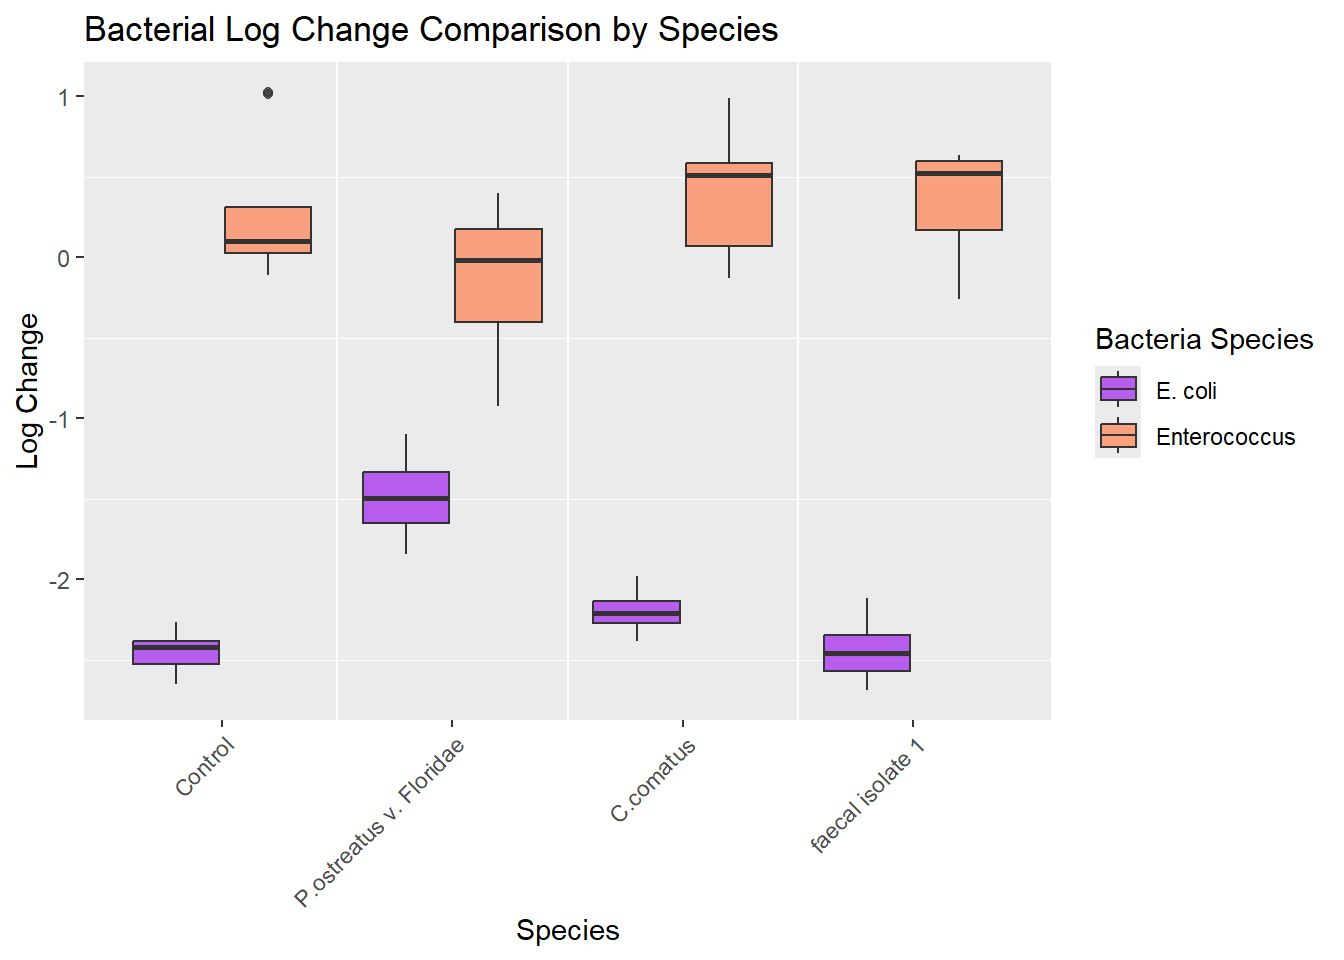 Bacterial Log Change Comparison by Species
Log Change
1
0
-1
-2
Control
P.ostreatus v. Floridae
C.comatus
faecal isolate 1
Species
Bacteria Species
E. coli
Enterococcus